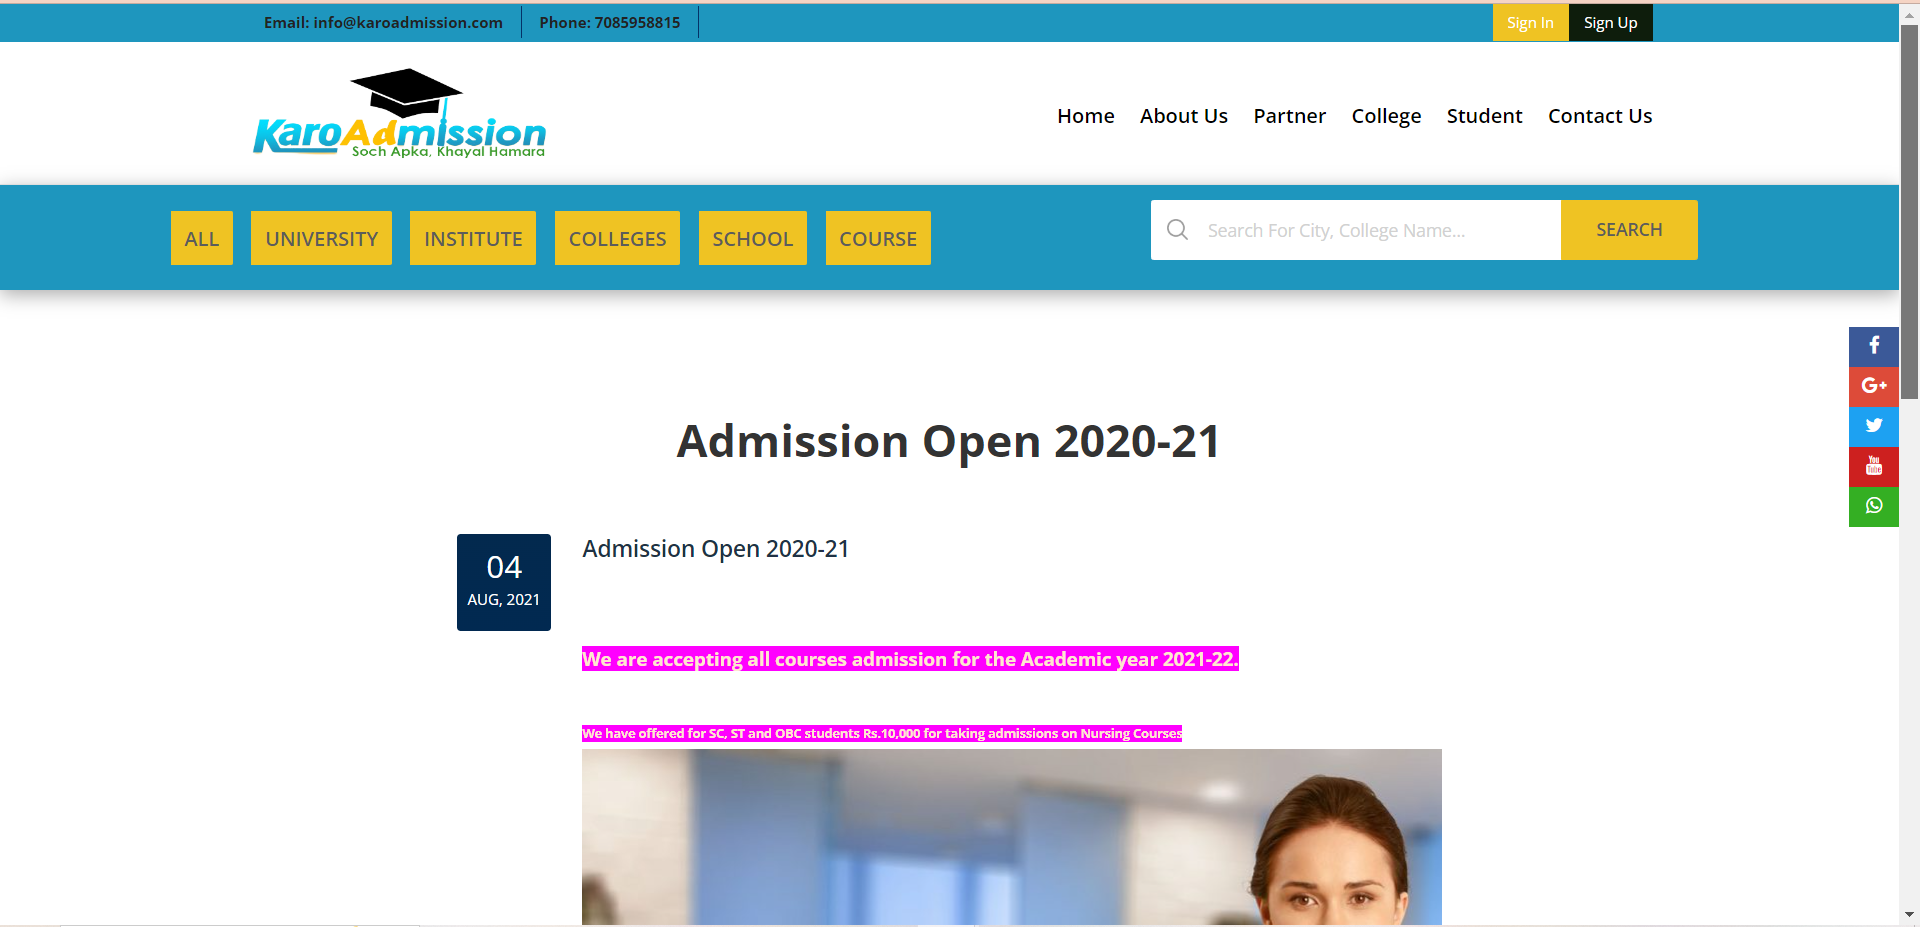 Email: info@karoadmission.com
Phone: 7085958815
Sign In
Sign Up
KaroAdmission
Soch Apka, Khayal Hamara
Home
About Us
Partner
College
Student
Contact Us
ALL
UNIVERSITY
INSTITUTE
COLLEGES
SCHOOL
COURSE
Search For City, College Name...
SEARCH
G+
You
Tube
Admission Open 2020-21
04
AUG, 2021
Admission Open 2020-21
We are accepting all courses admission for the Academic year 2021-22.
We have offered for SC, ST and OBC students Rs.10,000 for taking admissions on Nursing Courses